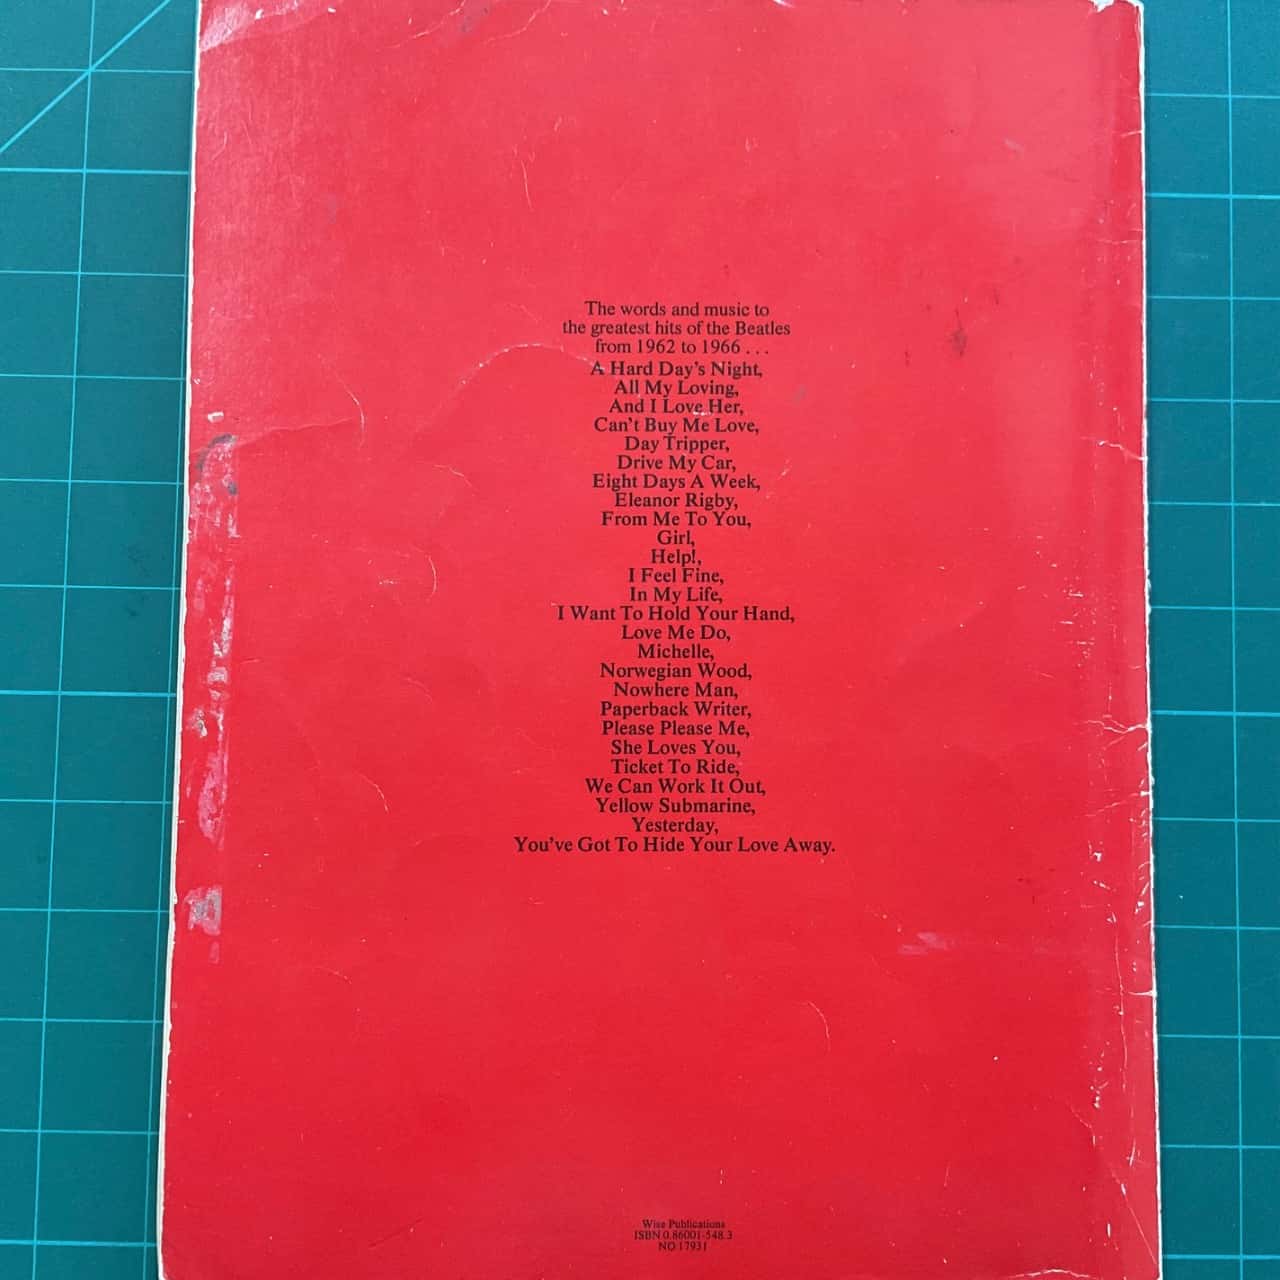 The words and music to
the greatest hits of the Beatles
from 1962 to 1966 . . .
A Hard Day's Night,
All My Loving,
And I Love Her,
Can't Buy Me Love,
Day Tripper,
Drive My Car,
Eight Days A Week,
Eleanor Rigby,
From Me To You,
Girl,
Help!,
I Feel Fine,
In My Life,
I Want To Hold Your Hand,
Love Me Do,
Michelle,
Norwegian Wood,
Nowhere Man,
Paperback Writer,
Please Please Me,
She Loves You,
Ticket To Ride,
We Can Work It Out,
Yellow Submarine,
Yesterday,
You've Got To Hide Your Love Away.
Wise Publications
ISBN 0.86001-548.3
NO 17931